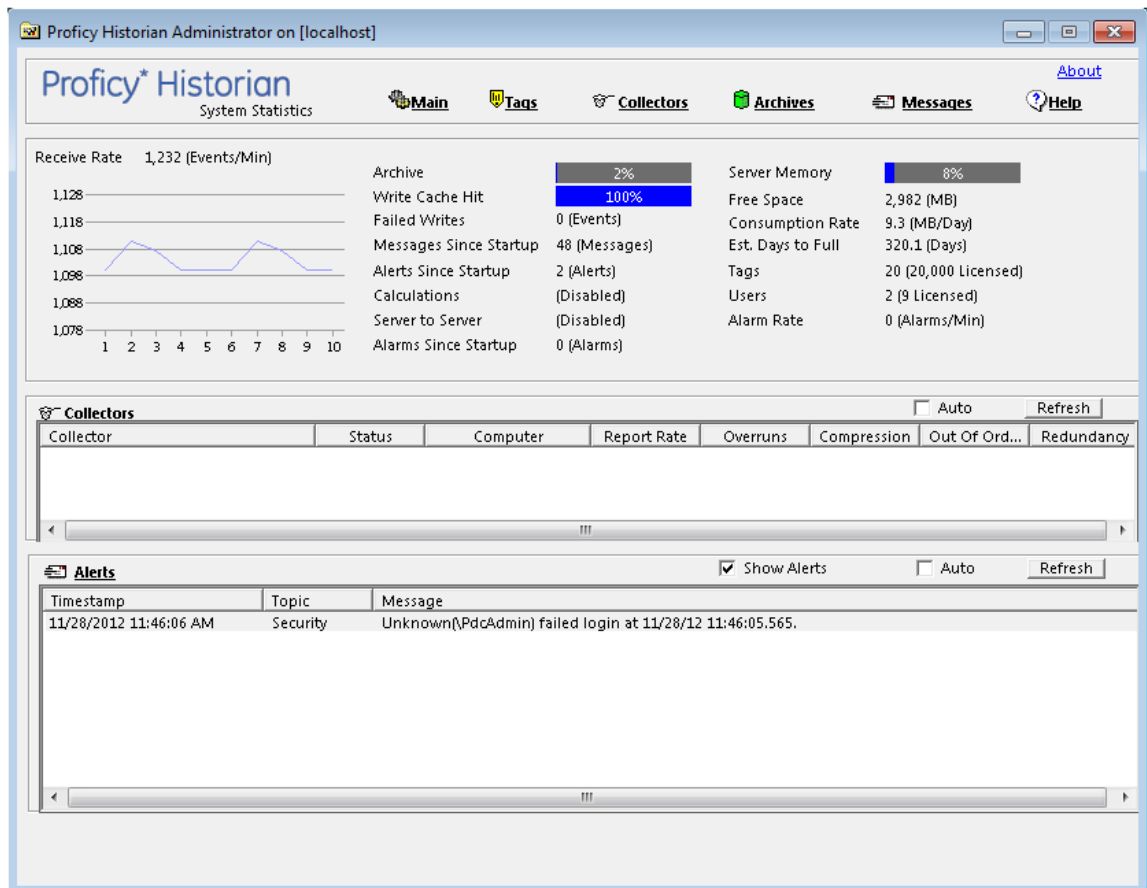 Proficy Historian Administrator on [localhost]
Proficy* Historian
System Statistics
Main
Tags
Collectors
Archives
Messages
About
Help
Receive Rate 1,232 (Events/Min)
1,128
1,118
1,108
1,098
1,088
1,078
1 2 3 4 5 6 7 8 9 10
Archive 2%
Write Cache Hit 100%
Failed Writes 0 (Events)
Messages Since Startup 48 (Messages)
Alerts Since Startup 2 (Alerts)
Calculations (Disabled)
Server to Server (Disabled)
Alarms Since Startup 0 (Alarms)
Server Memory 8%
Free Space 2,982 (MB)
Consumption Rate 9.3 (MB/Day)
Est. Days to Full 320.1 (Days)
Tags 20 (20,000 Licensed)
Users 2 (9 Licensed)
Alarm Rate 0 (Alarms/Min)
Collectors Auto Refresh
Collector Status Computer Report Rate Overruns Compression Out Of Ord... Redundancy
Alerts Show Alerts Auto Refresh
Timestamp Topic Message
11/28/2012 11:46:06 AM Security Unknown(\PdcAdmin) failed login at 11/28/12 11:46:05.565.